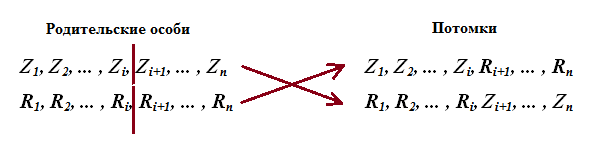 Родительские особи Потомки
Z1, Z2, ... , Zi, Zi+1, ... , Zn Z1, Z2, ... , Zi, Ri+1, ... , Rn
R1, R2, ... , Ri, Ri+1, ... , Rn R1, R2, ... , Ri, Zi+1, ... , Zn